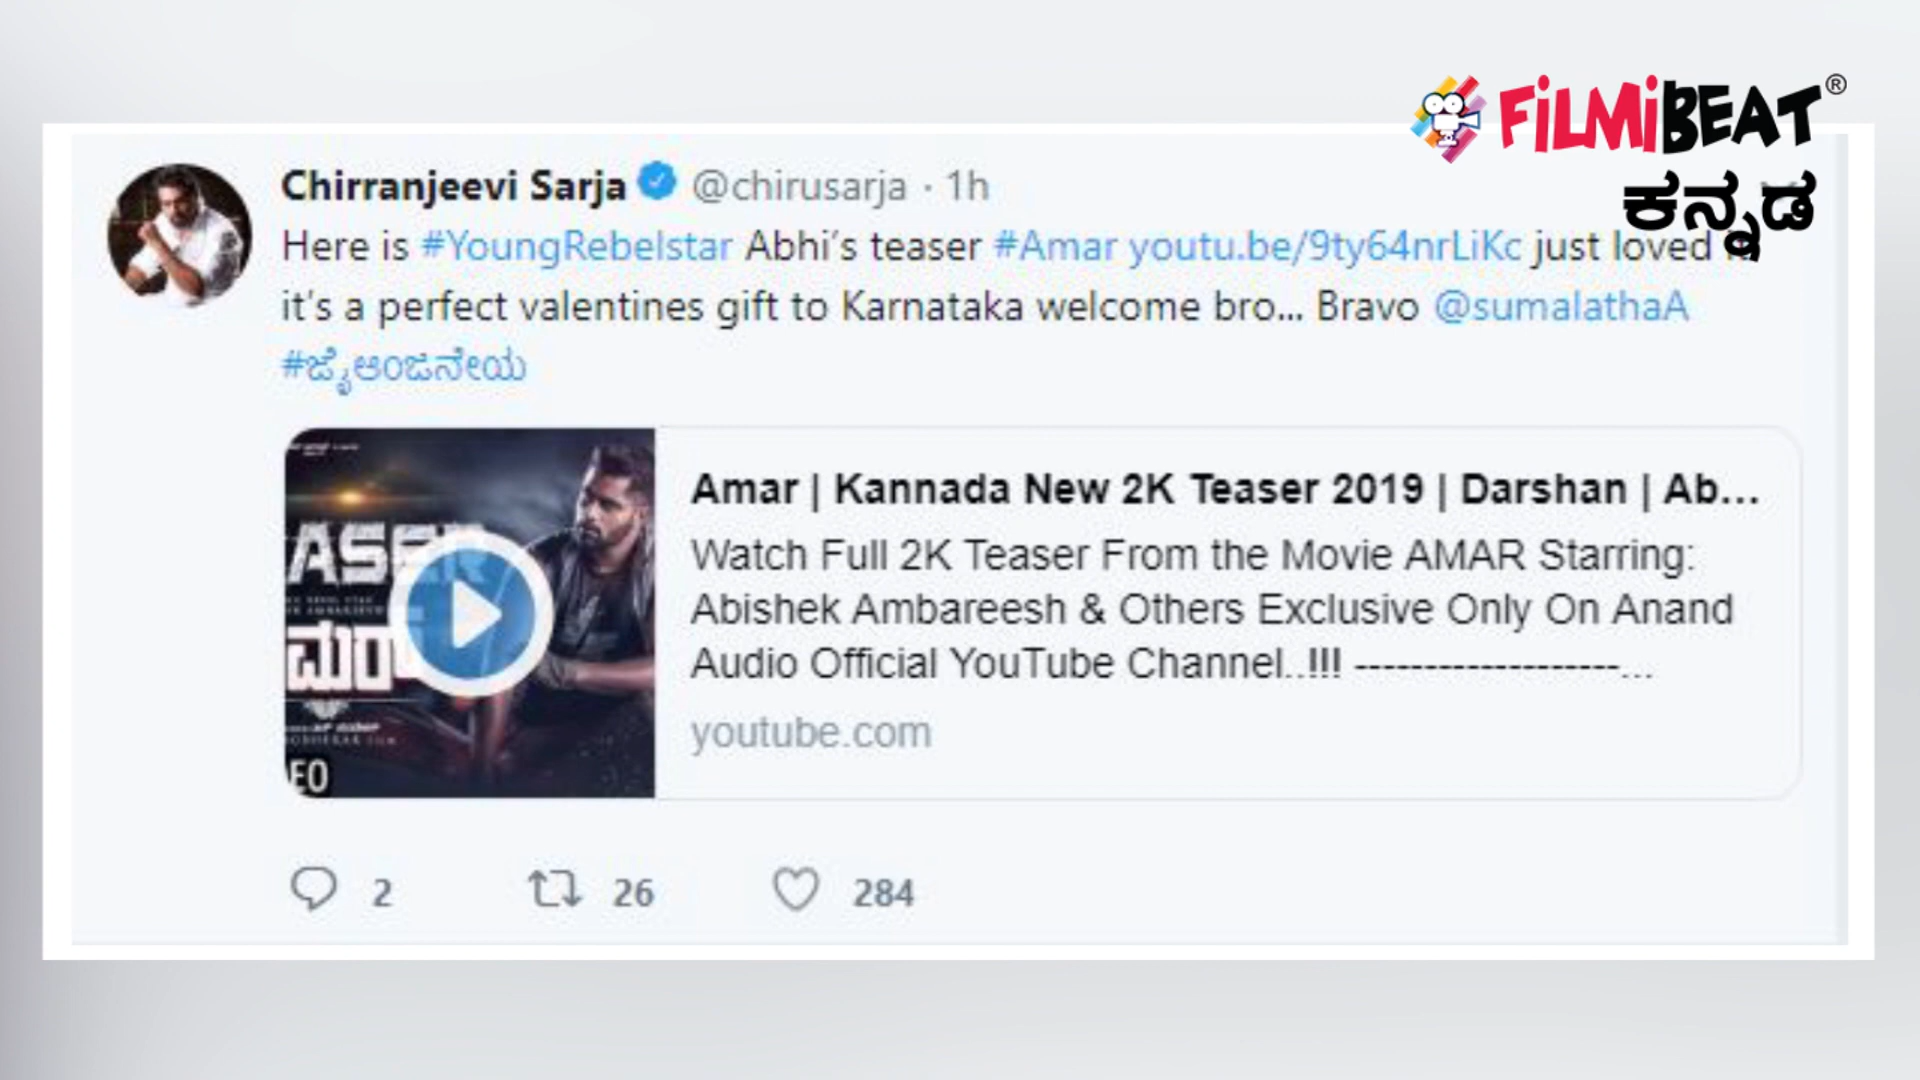 FiLMiBEAT®
ಕನ್ನಡ
Chirranjeevi Sarja @chirusarja · 1h
Here is #YoungRebelstar Abhi's teaser #Amar youtu.be/9ty64nrLiKc just loved
it's a perfect valentines gift to Karnataka welcome bro... Bravo @sumalathaA
#ಜೈಆಂಜನೇಯ
Amar | Kannada New 2K Teaser 2019 | Darshan | Ab...
Watch Full 2K Teaser From the Movie AMAR Starring:
Abishek Ambareesh & Others Exclusive Only On Anand
Audio Official YouTube Channel..!!! -------------------...
youtube.com
ASER
ಮರ್
EO
2 26 284